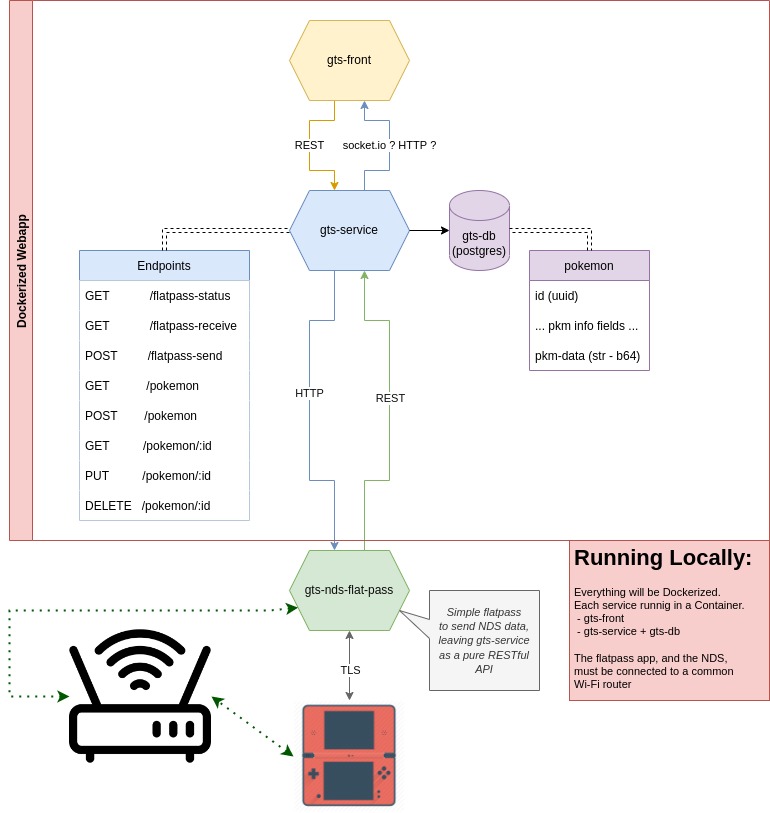 Dockerized Webapp
gts-front
REST
socket.io ? HTTP ?
gts-service
gts-db
(postgres)
Endpoints
GET /flatpass-status
GET /flatpass-receive
POST /flatpass-send
GET /pokemon
POST /pokemon
GET /pokemon/:id
PUT /pokemon/:id
DELETE /pokemon/:id
pokemon
id (uuid)
... pkm info fields ...
pkm-data (str - b64)
HTTP
REST
gts-nds-flat-pass
Simple flatpass
to send NDS data,
leaving gts-service
as a pure RESTful
API
TLS
Running Locally:
Everything will be Dockerized.
Each service runnig in a Container.
- gts-front
- gts-service + gts-db
The flatpass app, and the NDS,
must be connected to a common
Wi-Fi router